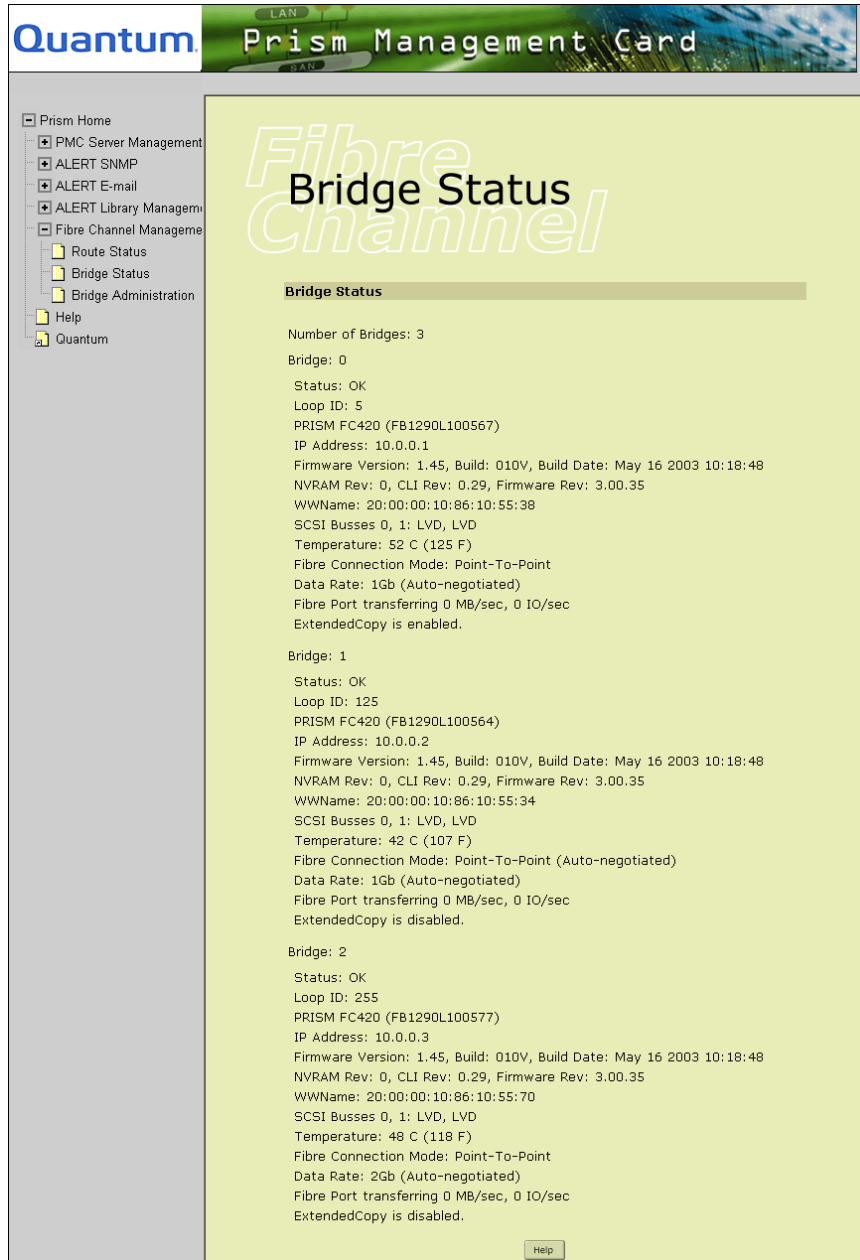 LAN
Quantum.
Prism Management Card
SAN
Prism Home
PMC Server Management
ALERT SNMP
ALERT E-mail
ALERT Library Managem
Fibre Channel Manageme
Route Status
Bridge Status
Bridge Administration
Help
Quantum
Fibre
Channel
Bridge Status
Bridge Status
Number of Bridges: 3
Bridge: 0
Status: OK
Loop ID: 5
PRISM FC420 (FB1290L100567)
IP Address: 10.0.0.1
Firmware Version: 1.45, Build: 010V, Build Date: May 16 2003 10:18:48
NVRAM Rev: 0, CLI Rev: 0.29, Firmware Rev: 3.00.35
WWName: 20:00:00:10:86:10:55:38
SCSI Busses 0, 1: LVD, LVD
Temperature: 52 C (125 F)
Fibre Connection Mode: Point-To-Point
Data Rate: 1Gb (Auto-negotiated)
Fibre Port transferring 0 MB/sec, 0 IO/sec
ExtendedCopy is enabled.
Bridge: 1
Status: OK
Loop ID: 125
PRISM FC420 (FB1290L100564)
IP Address: 10.0.0.2
Firmware Version: 1.45, Build: 010V, Build Date: May 16 2003 10:18:48
NVRAM Rev: 0, CLI Rev: 0.29, Firmware Rev: 3.00.35
WWName: 20:00:00:10:86:10:55:34
SCSI Busses 0, 1: LVD, LVD
Temperature: 42 C (107 F)
Fibre Connection Mode: Point-To-Point (Auto-negotiated)
Data Rate: 1Gb (Auto-negotiated)
Fibre Port transferring 0 MB/sec, 0 IO/sec
ExtendedCopy is disabled.
Bridge: 2
Status: OK
Loop ID: 255
PRISM FC420 (FB1290L100577)
IP Address: 10.0.0.3
Firmware Version: 1.45, Build: 010V, Build Date: May 16 2003 10:18:48
NVRAM Rev: 0, CLI Rev: 0.29, Firmware Rev: 3.00.35
WWName: 20:00:00:10:86:10:55:70
SCSI Busses 0, 1: LVD, LVD
Temperature: 48 C (118 F)
Fibre Connection Mode: Point-To-Point
Data Rate: 2Gb (Auto-negotiated)
Fibre Port transferring 0 MB/sec, 0 IO/sec
ExtendedCopy is disabled.
Help